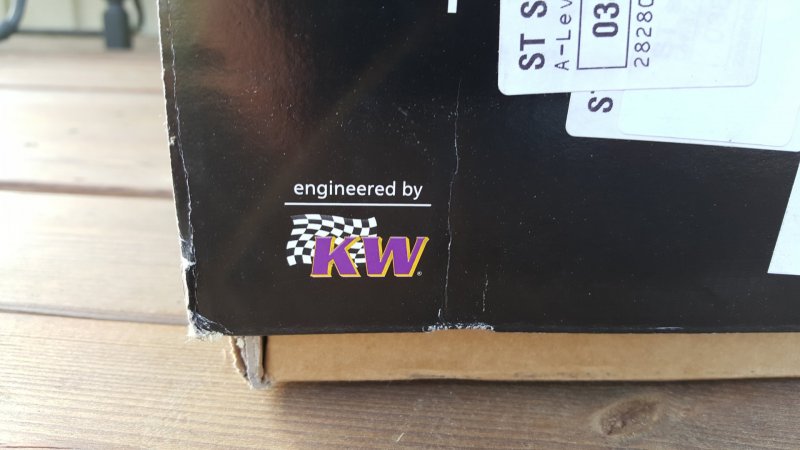 ST S
A-Lev
03
28280
S
engineered by
KW